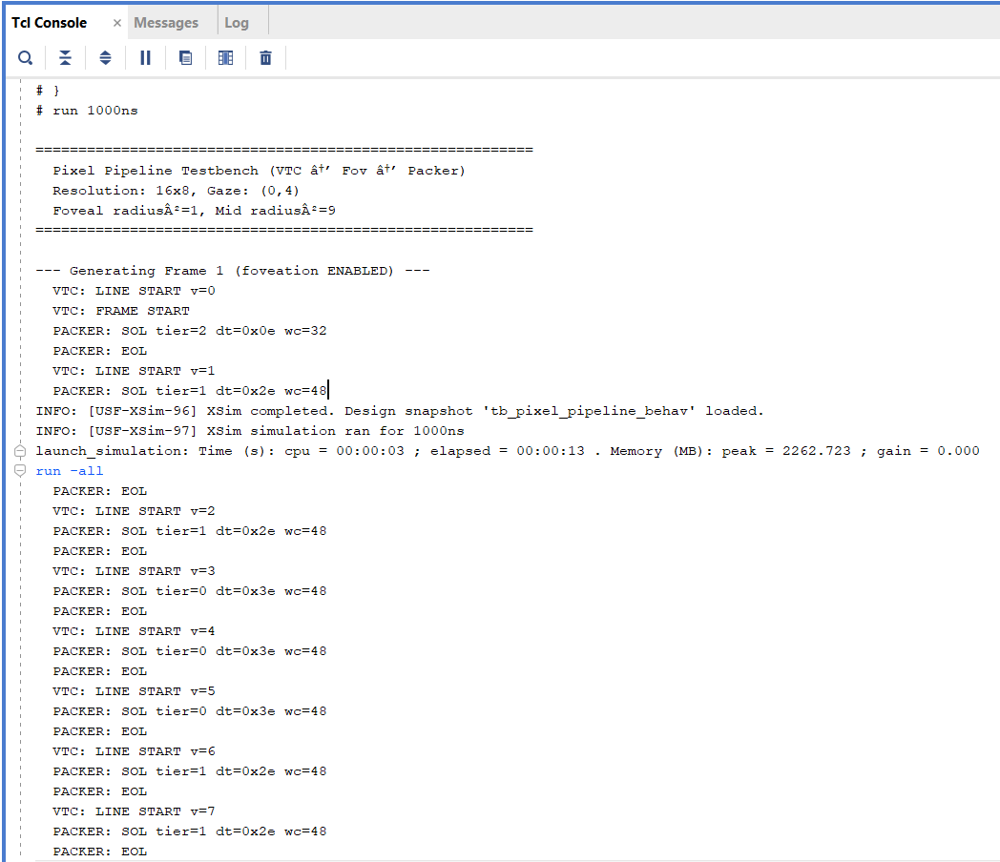 Tcl Console × Messages Log
# }
# run 1000ns
==========================================================
Pixel Pipeline Testbench (VTC â†’ Fov â†’ Packer)
Resolution: 16x8, Gaze: (0,4)
Foveal radiusÂ²=1, Mid radiusÂ²=9
==========================================================
--- Generating Frame 1 (foveation ENABLED) ---
VTC: LINE START v=0
VTC: FRAME START
PACKER: SOL tier=2 dt=0x0e wc=32
PACKER: EOL
VTC: LINE START v=1
PACKER: SOL tier=1 dt=0x2e wc=48
INFO: [USF-XSim-96] XSim completed. Design snapshot 'tb_pixel_pipeline_behav' loaded.
INFO: [USF-XSim-97] XSim simulation ran for 1000ns
launch_simulation: Time (s): cpu = 00:00:03 ; elapsed = 00:00:13 . Memory (MB): peak = 2262.723 ; gain = 0.000
run -all
PACKER: EOL
VTC: LINE START v=2
PACKER: SOL tier=1 dt=0x2e wc=48
PACKER: EOL
VTC: LINE START v=3
PACKER: SOL tier=0 dt=0x3e wc=48
PACKER: EOL
VTC: LINE START v=4
PACKER: SOL tier=0 dt=0x3e wc=48
PACKER: EOL
VTC: LINE START v=5
PACKER: SOL tier=0 dt=0x3e wc=48
PACKER: EOL
VTC: LINE START v=6
PACKER: SOL tier=1 dt=0x2e wc=48
PACKER: EOL
VTC: LINE START v=7
PACKER: SOL tier=1 dt=0x2e wc=48
PACKER: EOL